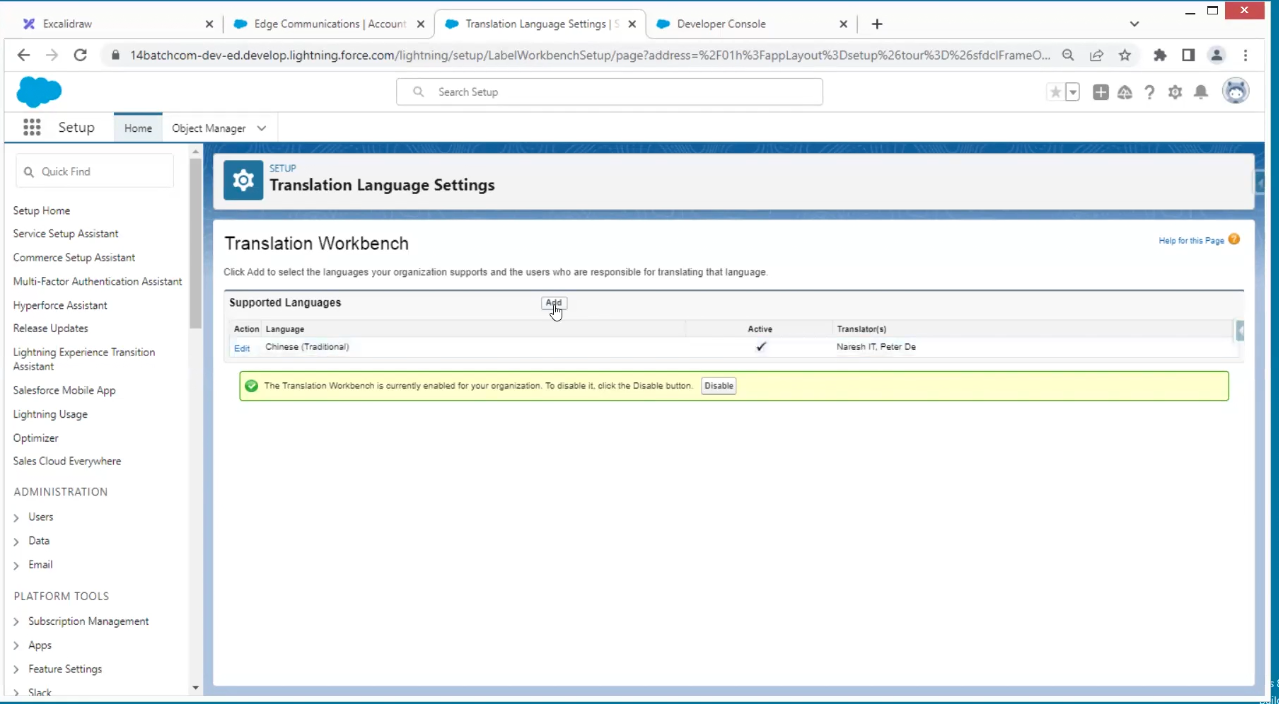 Excalidraw
Edge Communications | Account
Translation Language Settings | S
Developer Console
14batchcom-dev-ed.develop.lightning.force.com/lightning/setup/LabelWorkbenchSetup/page?address=%2F01h%3FappLayout%3Dsetup%26tour%3D%26sfdcIFrameO...
Search Setup
Setup
Home
Object Manager
Quick Find
Setup Home
Service Setup Assistant
Commerce Setup Assistant
Multi-Factor Authentication Assistant
Hyperforce Assistant
Release Updates
Lightning Experience Transition
Assistant
Salesforce Mobile App
Lightning Usage
Optimizer
Sales Cloud Everywhere
ADMINISTRATION
Users
Data
Email
PLATFORM TOOLS
Subscription Management
Apps
Feature Settings
Slack
SETUP
Translation Language Settings
Translation Workbench
Help for this Page
Click Add to select the languages your organization supports and the users who are responsible for translating that language.
Supported Languages
Add
Action Language Active Translator(s)
Edit Chinese (Traditional) Naresh IT, Peter De
The Translation Workbench is currently enabled for your organization. To disable it, click the Disable button. Disable